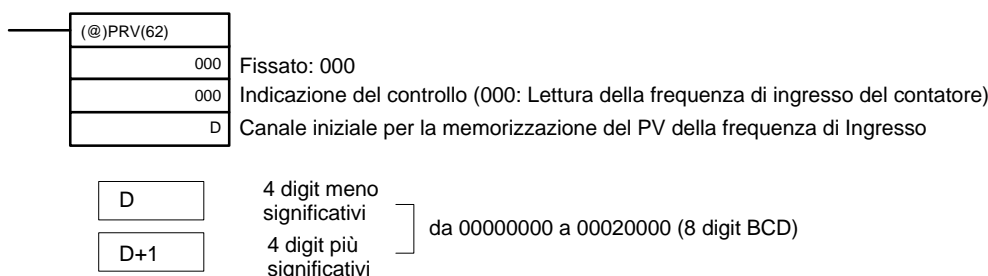 (@)PRV(62)
000 Fissato: 000
000 Indicazione del controllo (000: Lettura della frequenza di ingresso del contatore)
D Canale iniziale per la memorizzazione del PV della frequenza di Ingresso
D
4 digit meno
significativi
da 00000000 a 00020000 (8 digit BCD)
D+1
4 digit più
significativi